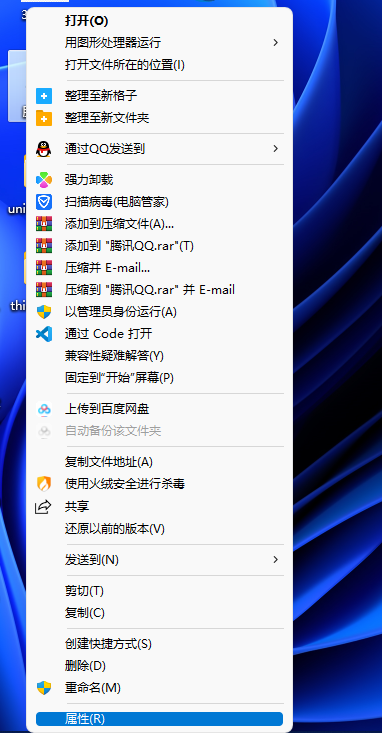 打开(O)
用图形处理器运行
打开文件所在的位置(I)
整理至新格子
整理至新文件夹
通过QQ发送到
强力卸载
扫描病毒(电脑管家)
添加到压缩文件(A)...
添加到 "腾讯QQ.rar"(T)
压缩并 E-mail...
压缩到 "腾讯QQ.rar" 并 E-mail
以管理员身份运行(A)
通过 Code 打开
兼容性疑难解答(Y)
固定到"开始"屏幕(P)
上传到百度网盘
自动备份该文件夹
复制文件地址(A)
使用火绒安全进行杀毒
共享
还原以前的版本(V)
发送到(N)
剪切(T)
复制(C)
创建快捷方式(S)
删除(D)
重命名(M)
属性(R)
uni
thi